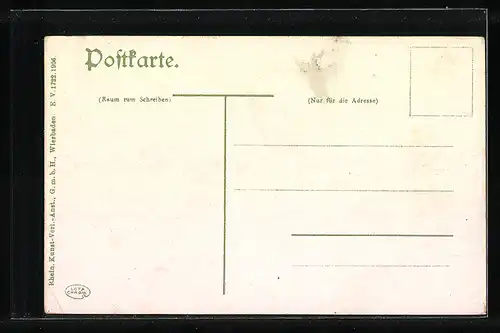 Postkarte.
(Raum zum Schreiben)
(Nur für die Adresse)
Rhein. Kunst-Verl.-Anst., G. m. b. H., Wiesbaden E. V. 1722. 1906.